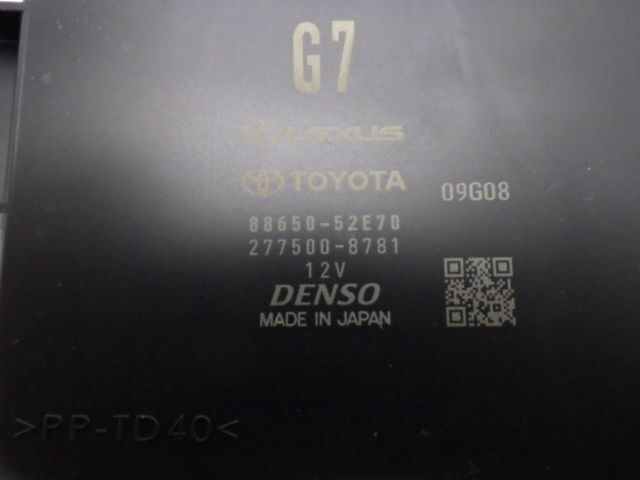 G7
LEXUS
TOYOTA
09G08
88650-52E70
277500-8781
12V
DENSO
MADE IN JAPAN
>PP-TD40<